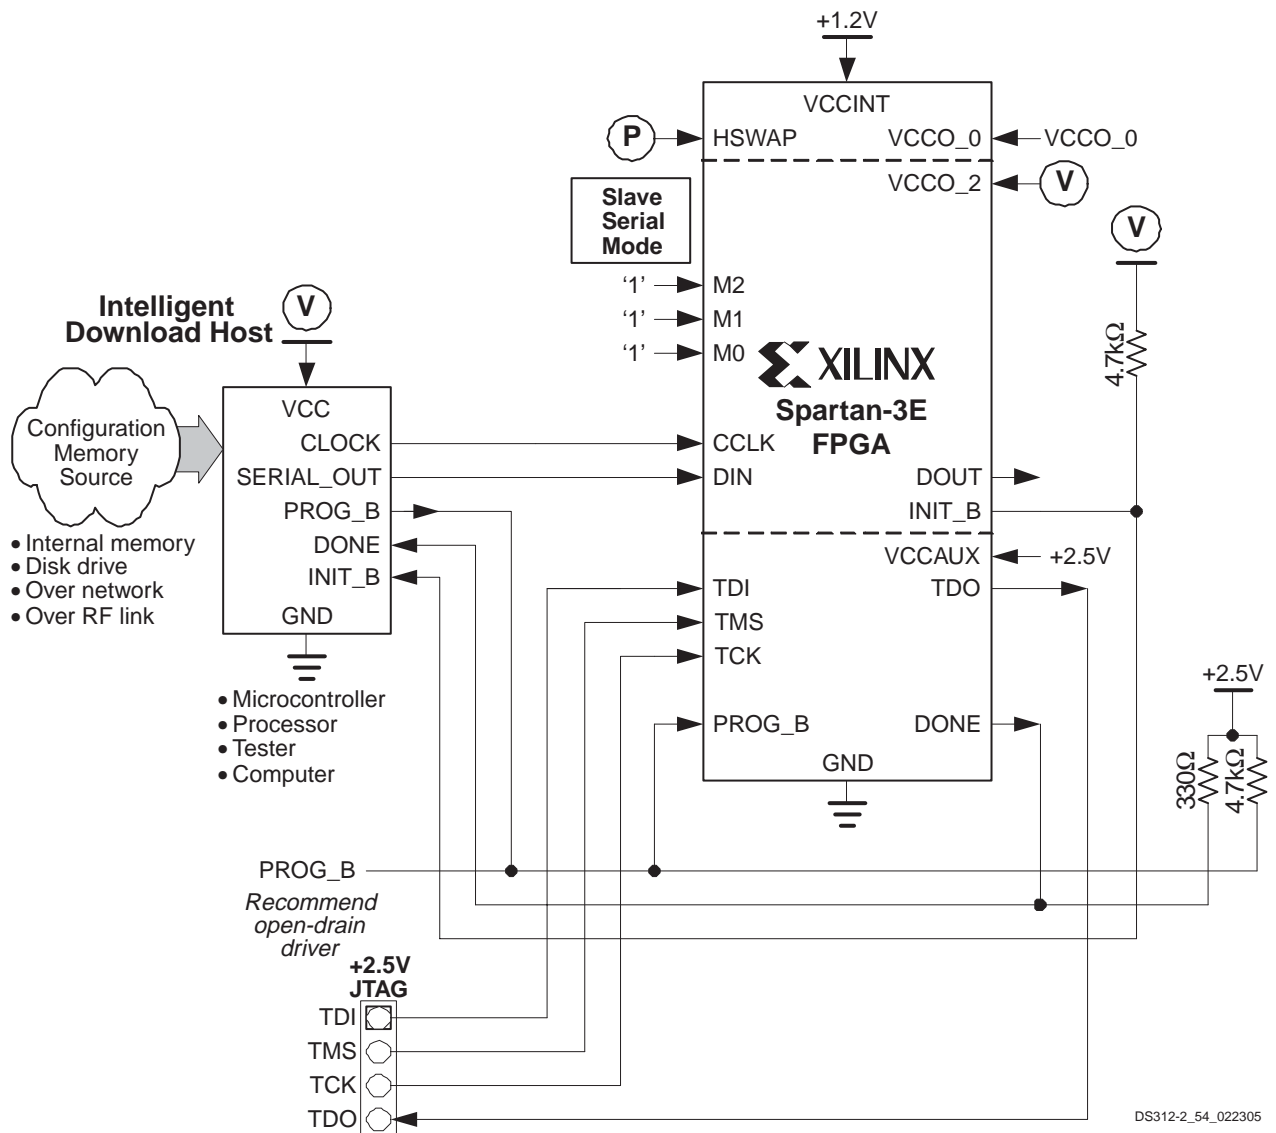 +1.2V
VCCINT
P
HSWAP
VCCO_0
VCCO_0
VCCO_2
V
Slave
Serial
Mode
V
‘1’
M2
‘1’
M1
‘1’
M0
XILINX
Spartan-3E
FPGA
4.7kΩ
Intelligent
Download Host
V
VCC
Configuration
Memory
Source
CLOCK
SERIAL_OUT
PROG_B
DONE
INIT_B
GND
• Internal memory
• Disk drive
• Over network
• Over RF link
• Microcontroller
• Processor
• Tester
• Computer
CCLK
DIN
DOUT
INIT_B
VCCAUX
+2.5V
TDI
TDO
TMS
TCK
PROG_B
DONE
GND
+2.5V
330Ω
4.7kΩ
PROG_B
Recommend
open-drain
driver
+2.5V
JTAG
TDI
TMS
TCK
TDO
DS312-2_54_022305